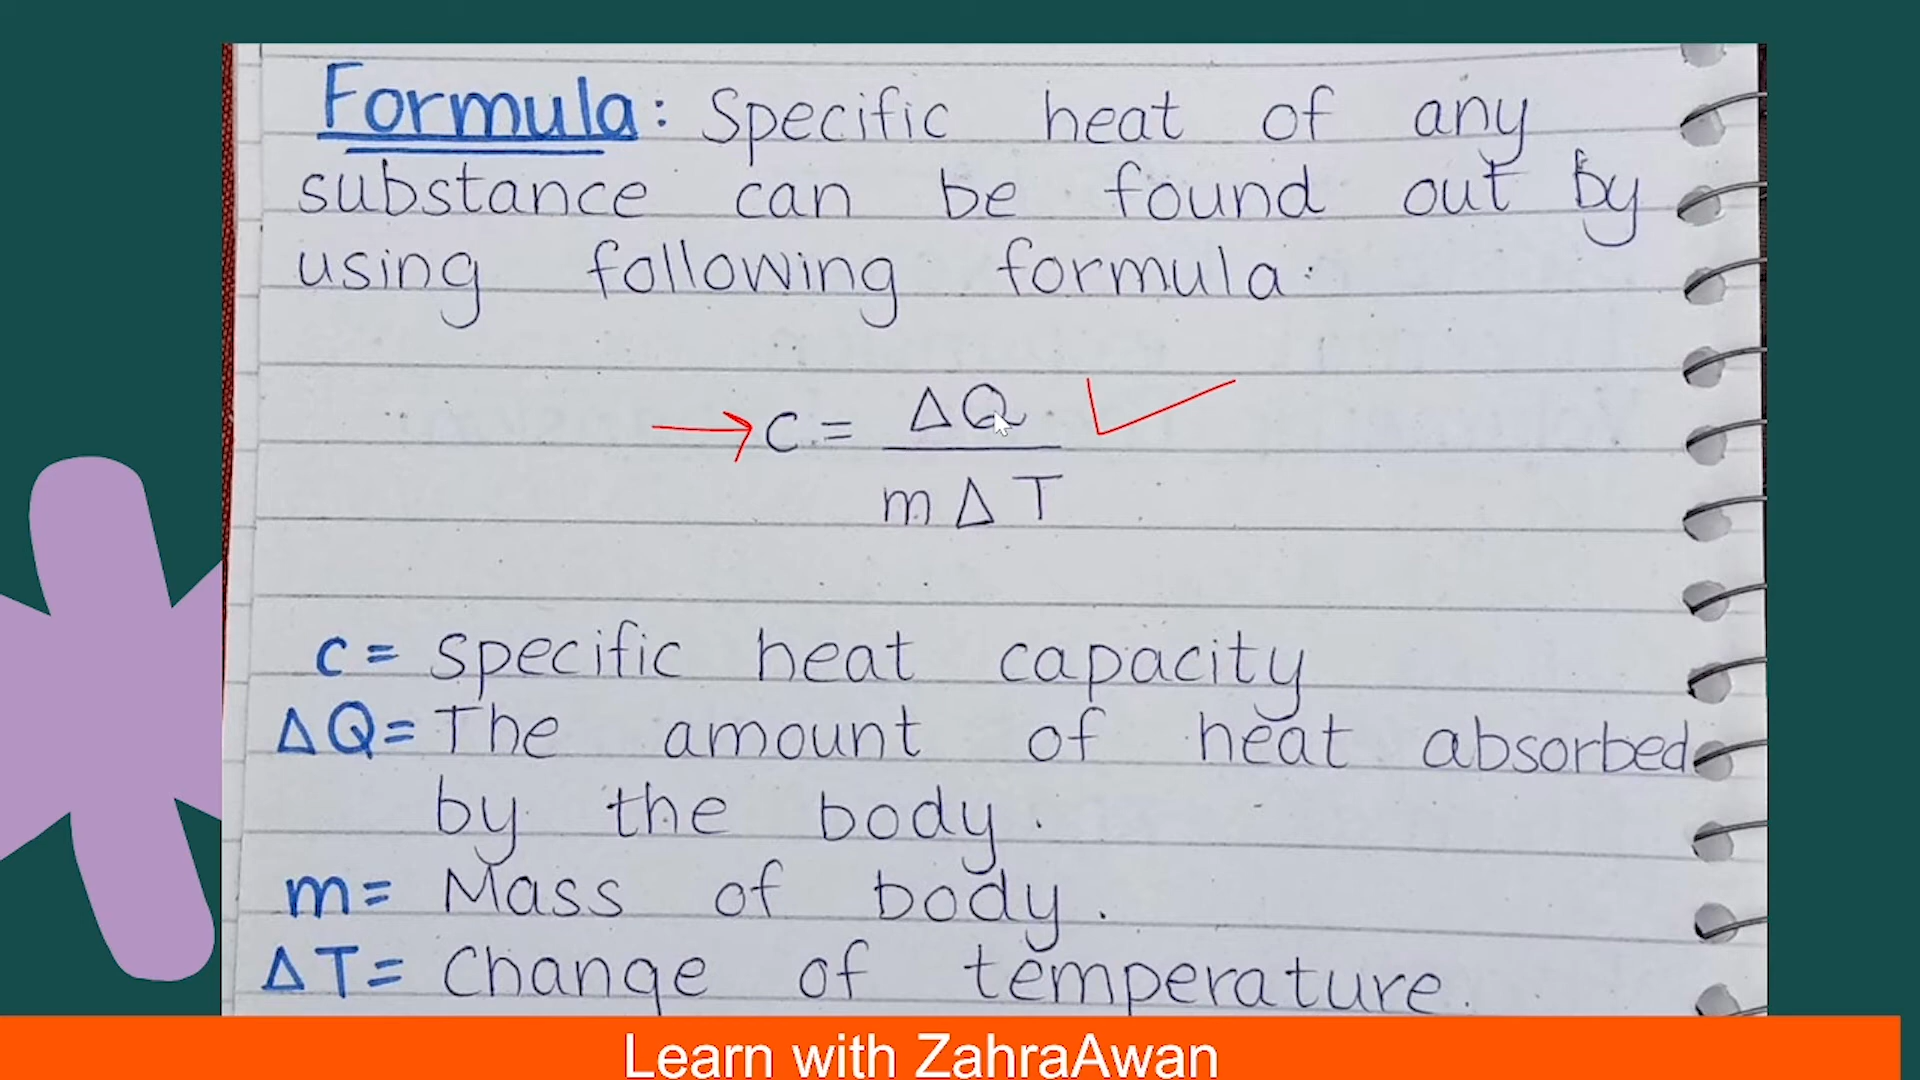 Formula: Specific heat of any
substance can be found out by
using following formula:
c = ΔQ / mΔT
c = Specific heat capacity
ΔQ = The amount of heat absorbed
by the body.
m = Mass of body.
ΔT = Change of temperature.
Learn with ZahraAwan